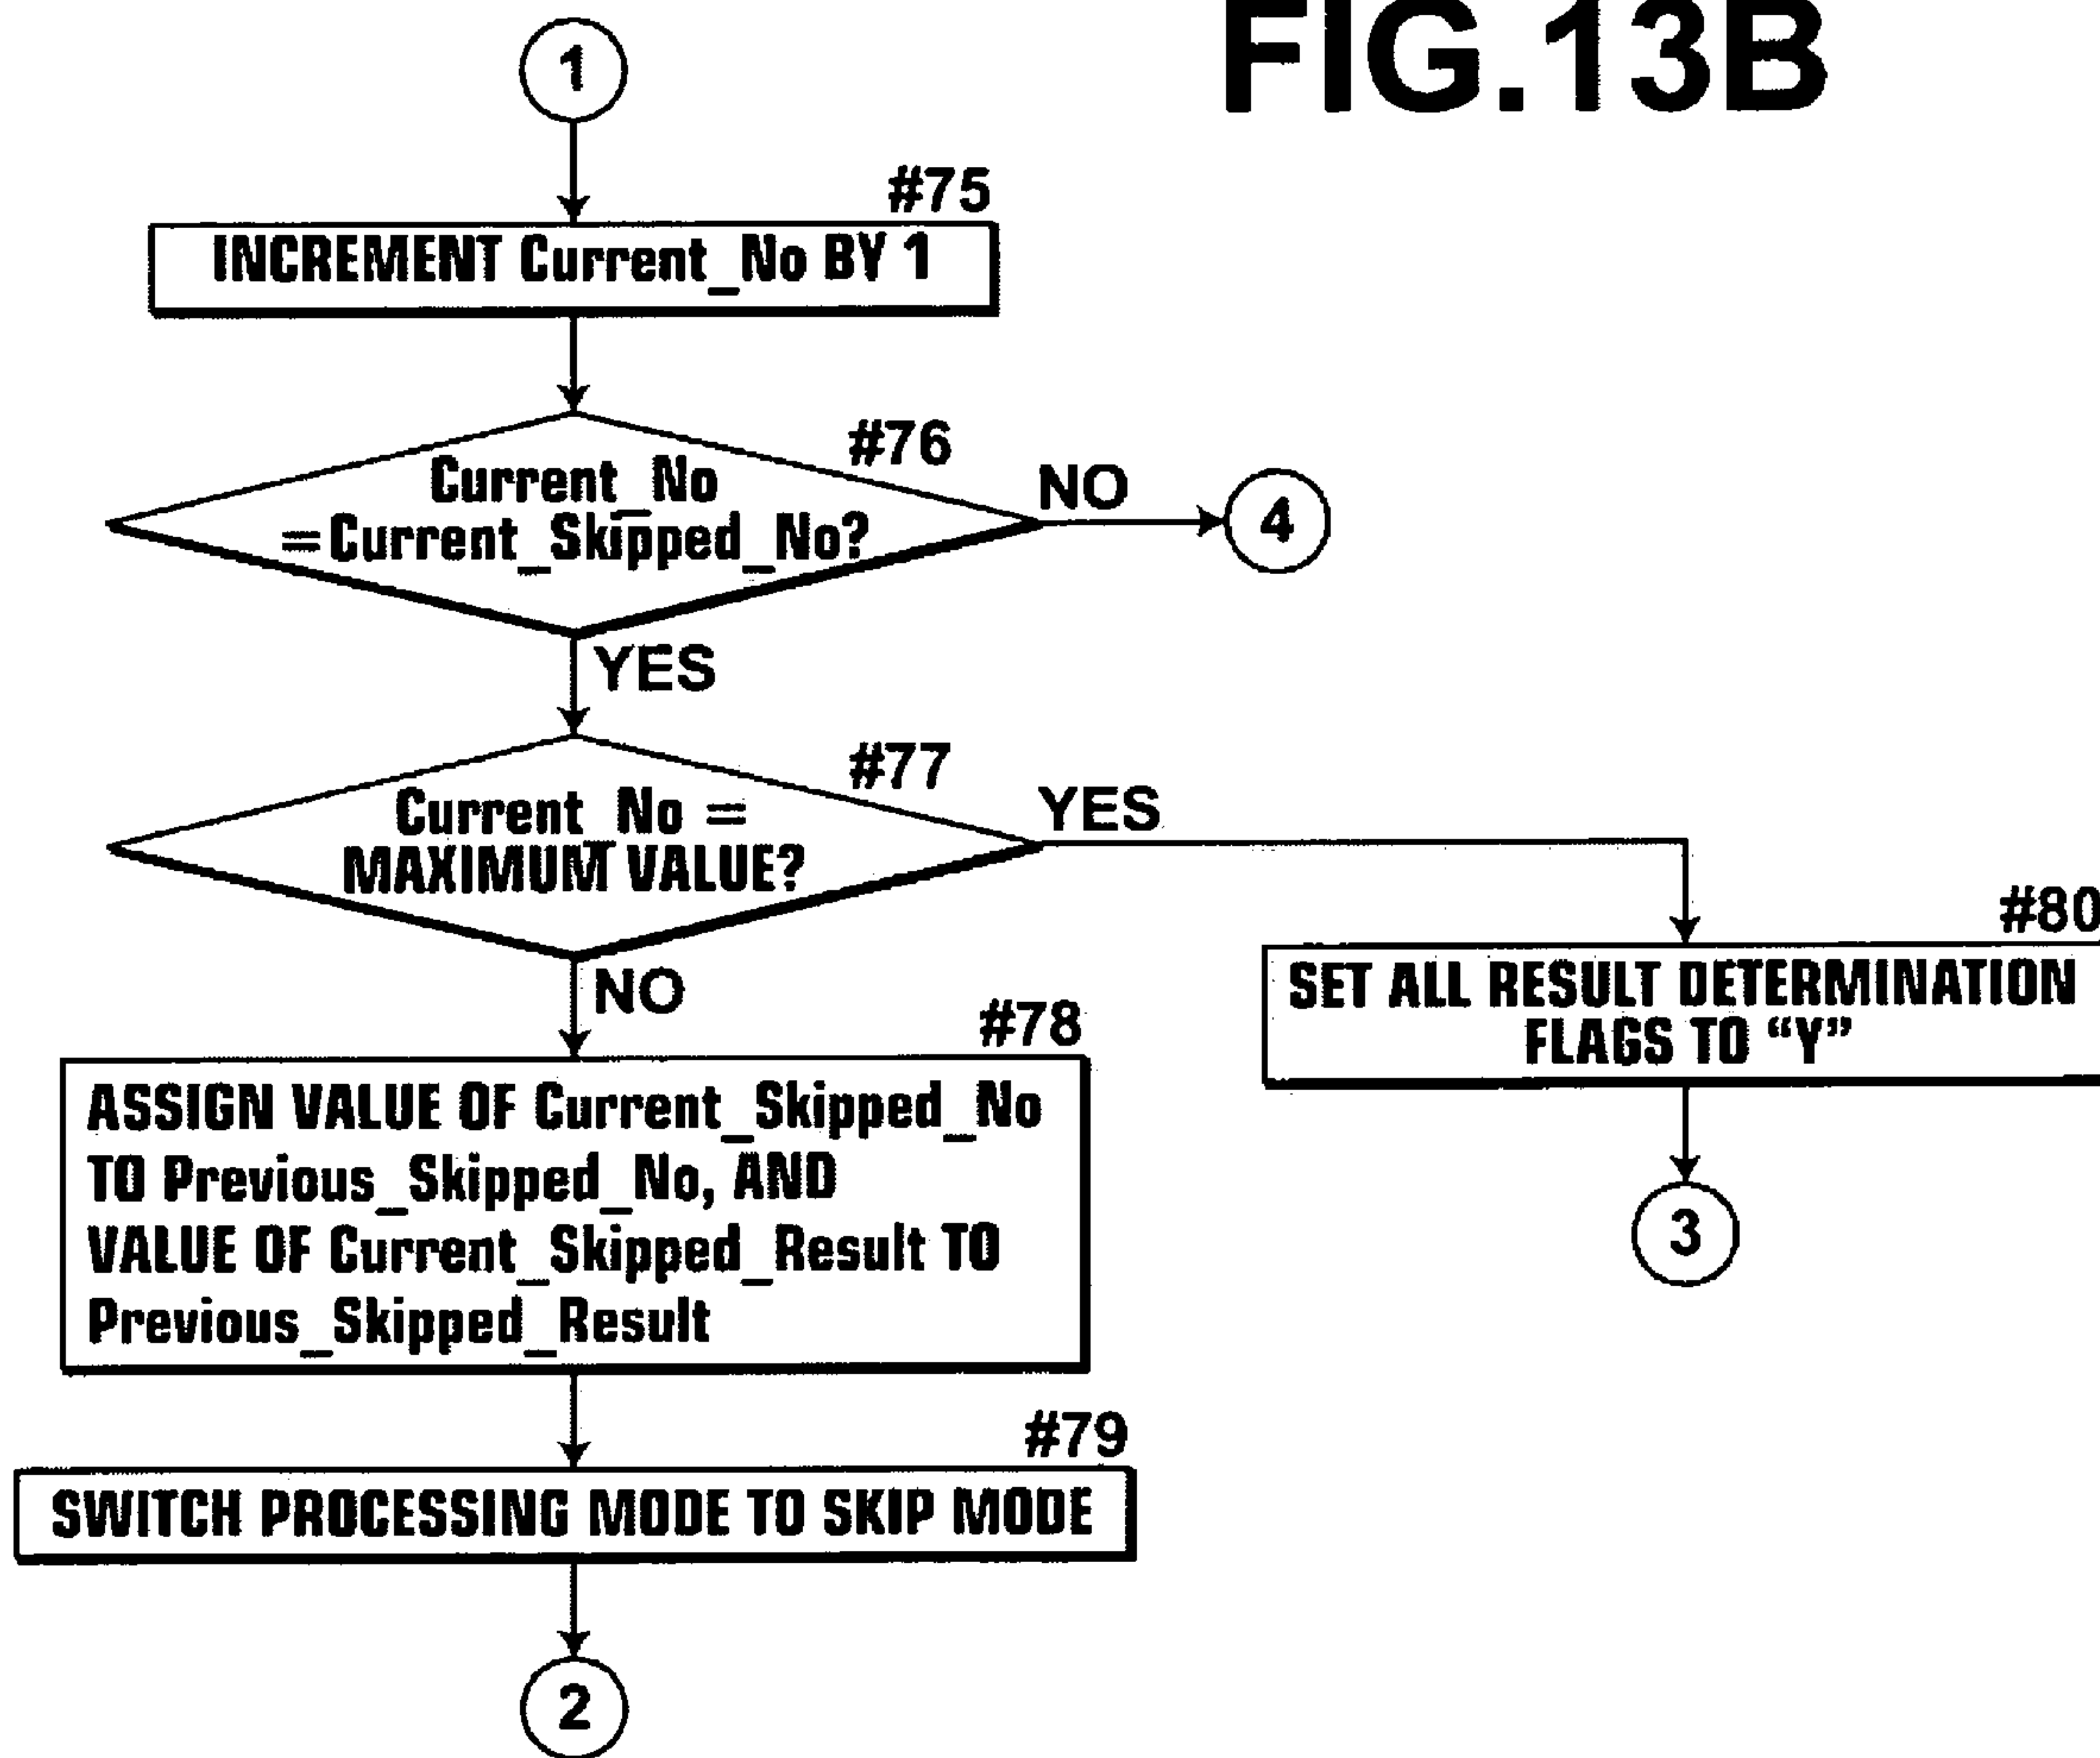 FIG.13B
1
#75
INCREMENT Current_No BY 1
#76
Current_No
=Current_Skipped_No?
NO
4
YES
#77
Current_No =
MAXIMUM VALUE?
YES
NO
#80
SET ALL RESULT DETERMINATION
FLAGS TO “Y”
3
#78
ASSIGN VALUE OF Current_Skipped_No
TO Previous_Skipped_No, AND
VALUE OF Current_Skipped_Result TO
Previous_Skipped_Result
#79
SWITCH PROCESSING MODE TO SKIP MODE
2